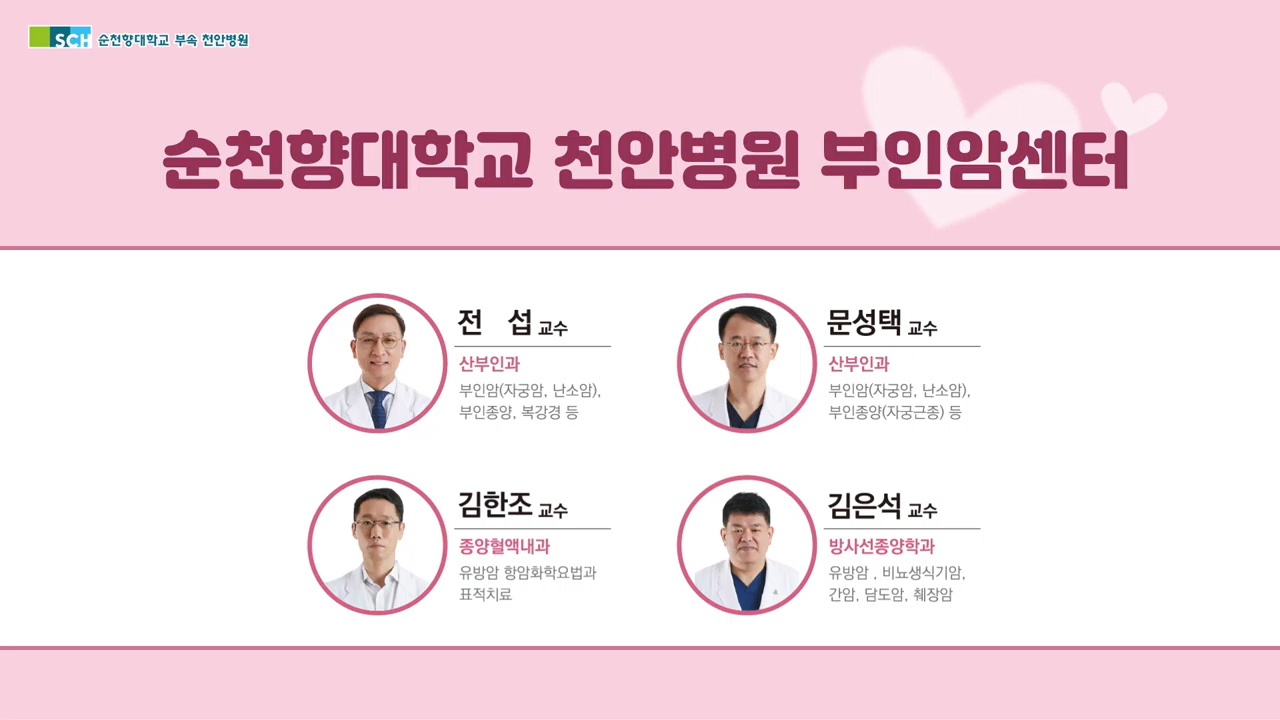 SCH 순천향대학교 부속 천안병원
순천향대학교 천안병원 부인암센터
전 섭 교수
산부인과
부인암(자궁암, 난소암),
부인종양, 복강경 등
문성택 교수
산부인과
부인암(자궁암, 난소암),
부인종양(자궁근종) 등
김한조 교수
종양혈액내과
유방암 항암화학요법과
표적치료
김은석 교수
방사선종양학과
유방암 , 비뇨생식기암,
간암, 담도암, 췌장암